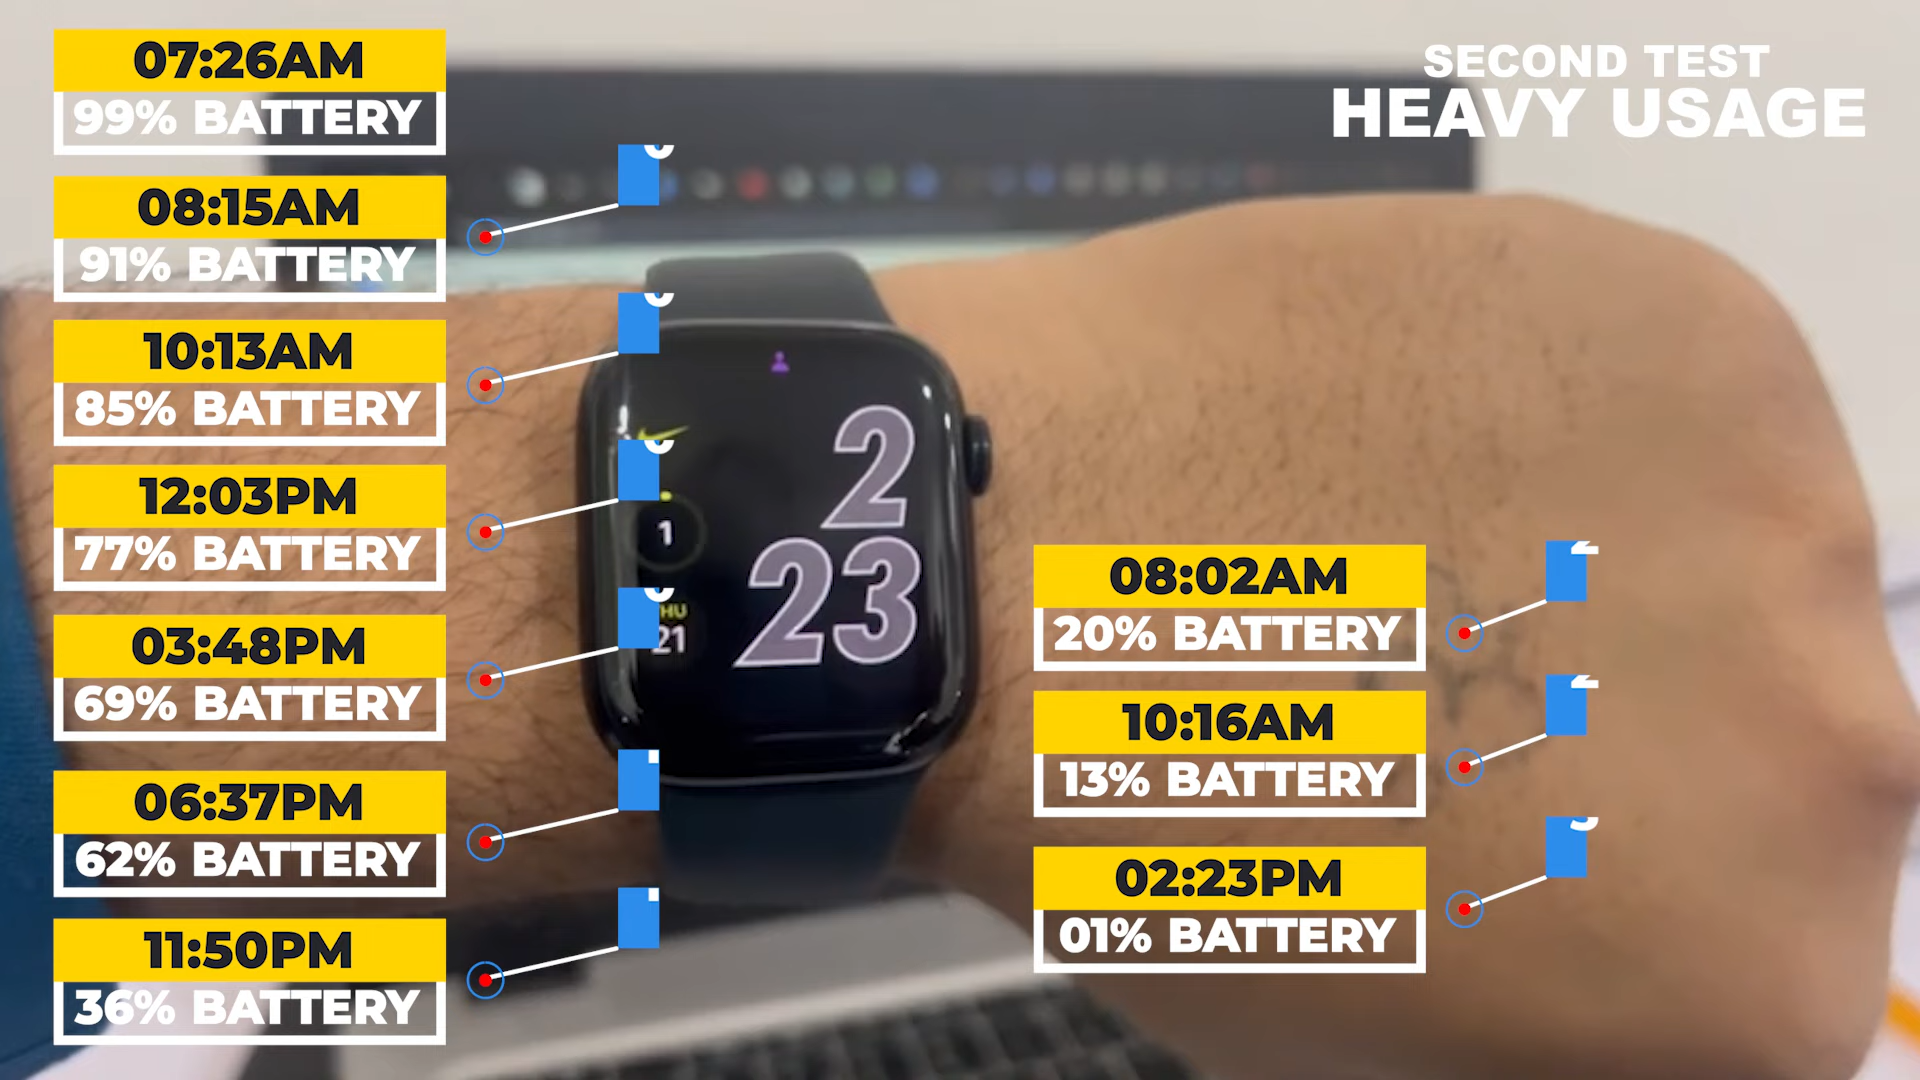 07:26AM
99% BATTERY
08:15AM
91% BATTERY
10:13AM
85% BATTERY
12:03PM
77% BATTERY
03:48PM
69% BATTERY
06:37PM
62% BATTERY
11:50PM
36% BATTERY
SECOND TEST
HEAVY USAGE
2
23
1
THU
21
08:02AM
20% BATTERY
10:16AM
13% BATTERY
02:23PM
01% BATTERY